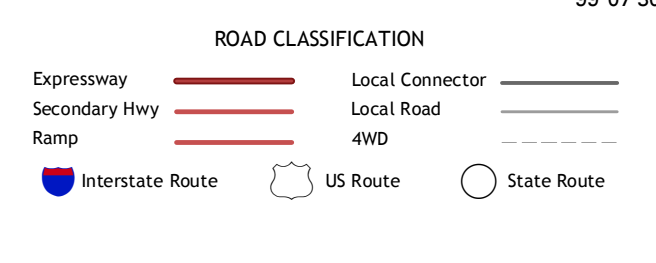 ROAD CLASSIFICATION
Expressway
Local Connector
Secondary Hwy
Local Road
Ramp
4WD
Interstate Route
US Route
State Route